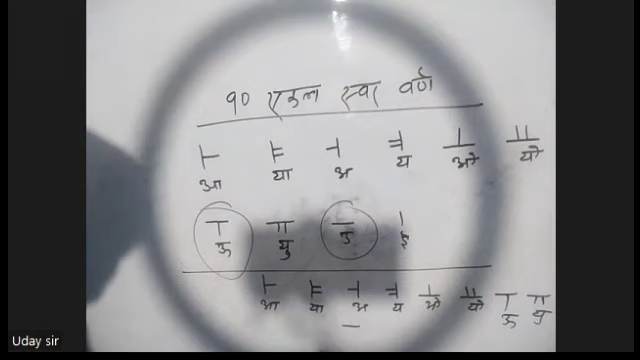 १० एकल स्वर वर्ण
ㅏ ㅑ ㅓ ㅕ ㅗ ㅛ
आ या अ य ओ यो
ㅜ ㅠ ㅡ ㅣ
ऊ यु उ ई
ㅏ ㅑ ㅓ ㅕ ㅗ ㅛ ㅜ ㅠ
आ या अ य ओ यो ऊ यु
Uday sir